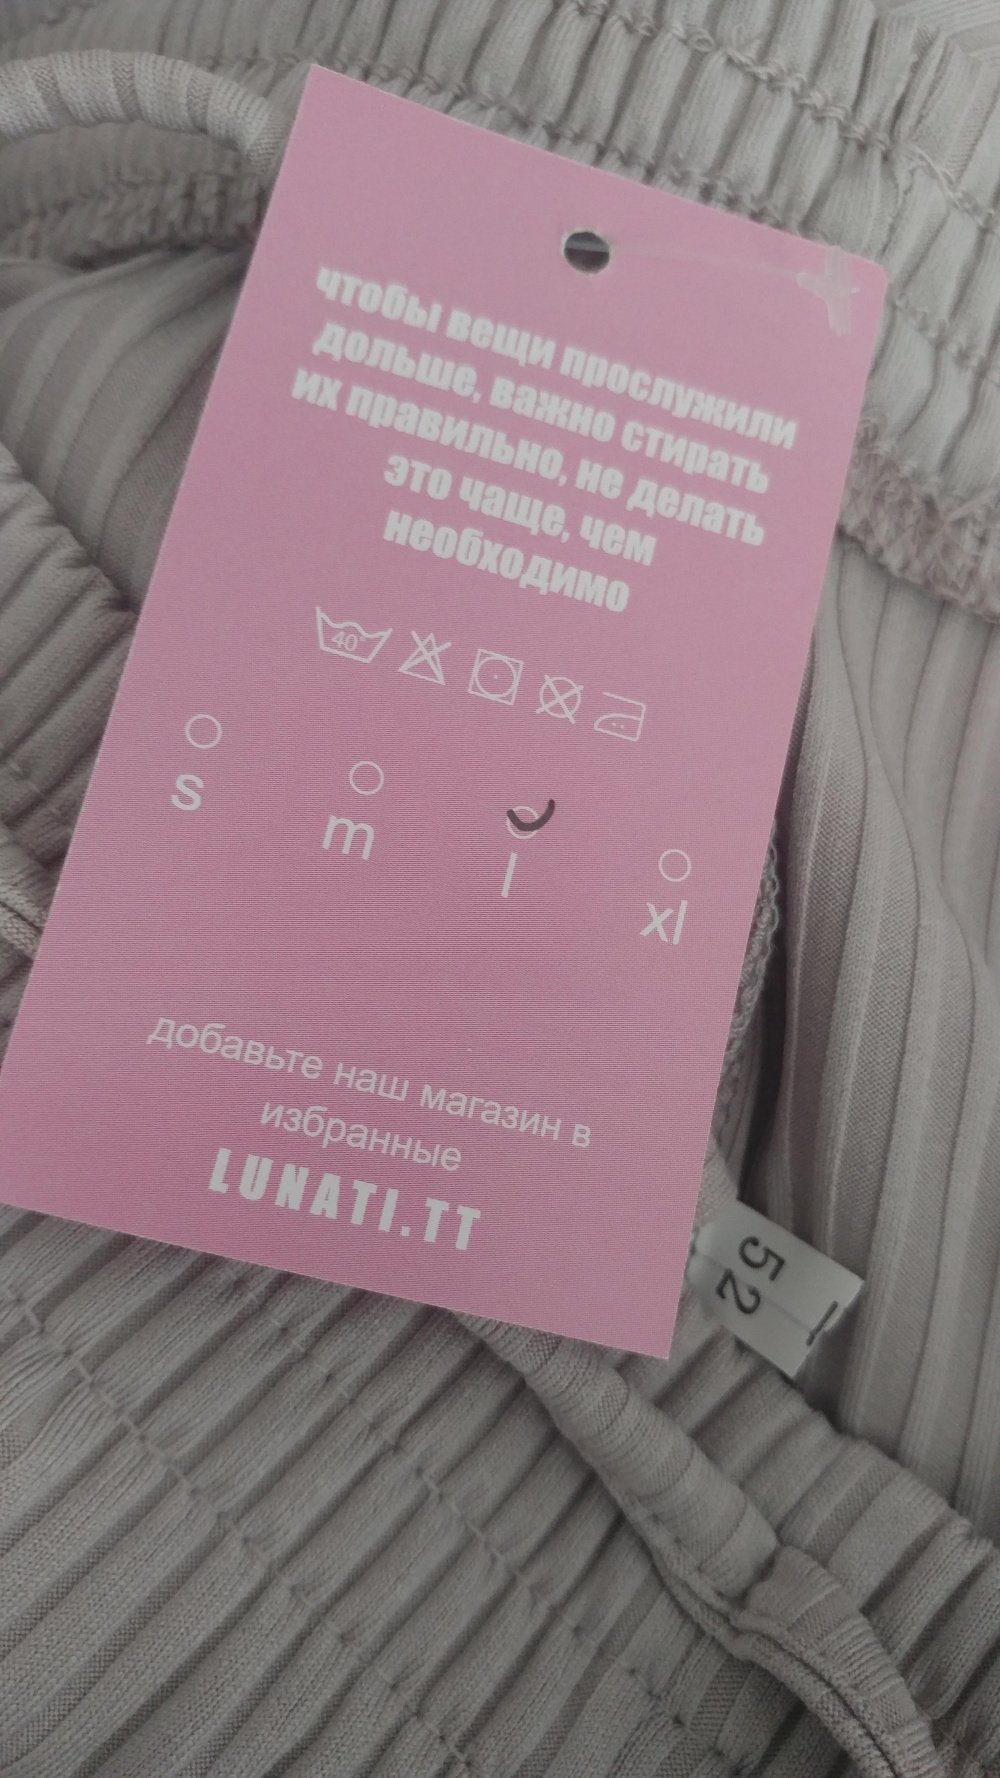 чтобы вещи прослужили
дольше, важно стирать
их правильно, не делать
это чаще, чем
необходимо
40°
s
m
l
xl
добавьте наш магазин в
избранные
LUNATI.TT
52